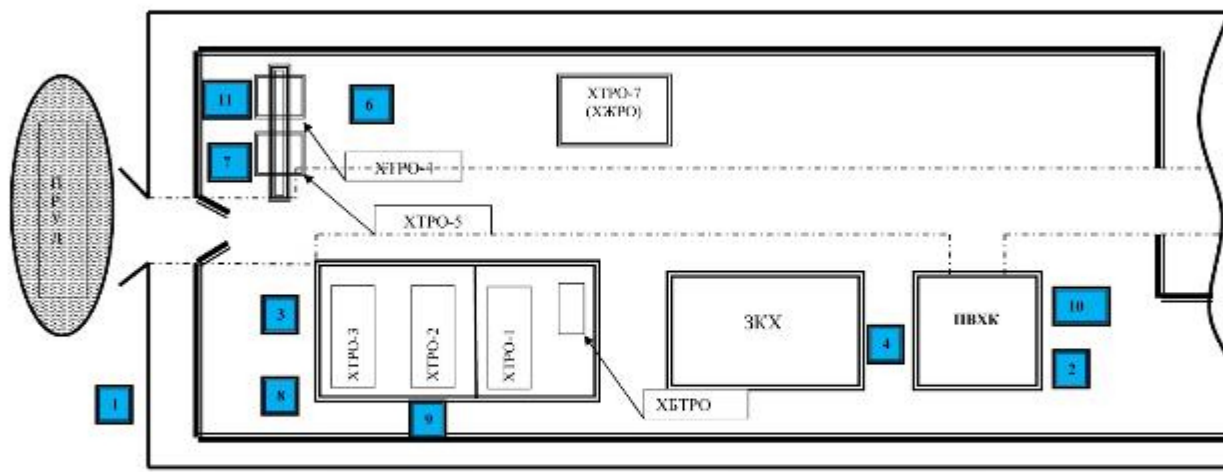 11
6
ХТРО-7
(ХЖРО)
7
ХТРО-4
ПРУД
ХТРО-5
3
ХТРО-3
ХТРО-2
ХТРО-1
ЗКХ
4
ПВХК
10
2
8
1
9
ХБТРО